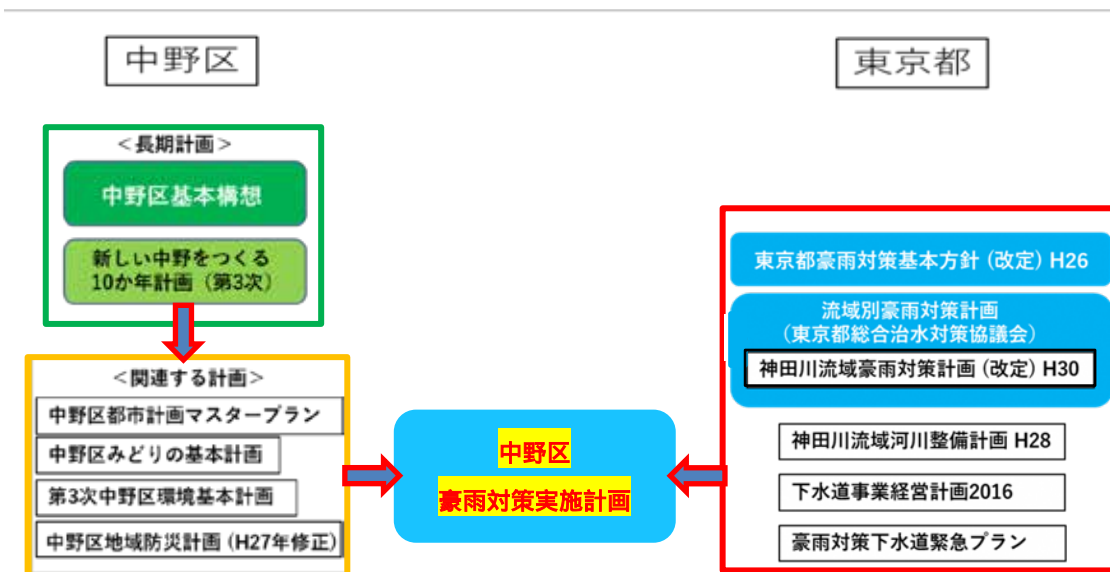 中野区
東京都
<長期計画>
中野区基本構想
新しい中野をつくる
10か年計画（第3次）
<関連する計画>
中野区都市計画マスタープラン
中野区みどりの基本計画
第3次中野区環境基本計画
中野区地域防災計画 (H27年修正)
中野区
豪雨対策実施計画
東京都豪雨対策基本方針 (改定) H26
流域別豪雨対策計画
（東京都総合治水対策協議会）
神田川流域豪雨対策計画 (改定) H30
神田川流域河川整備計画 H28
下水道事業経営計画2016
豪雨対策下水道緊急プラン